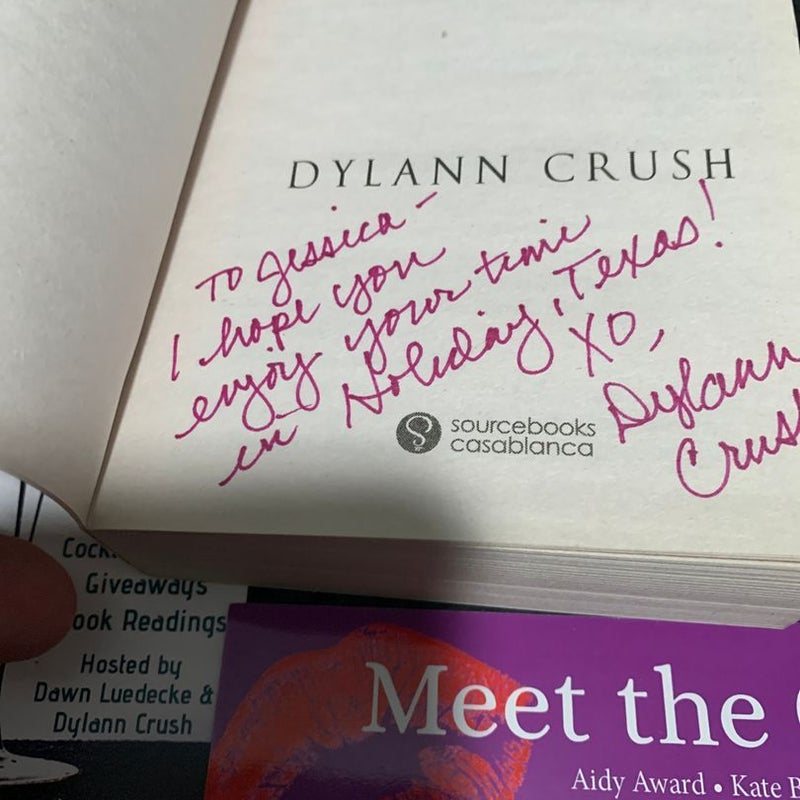 DYLANN CRUSH
To Jessica -
I hope you
enjoy your time
in Holiday, Texas!
XO,
Dylann
Crush
sourcebooks
casablanca
Giveaways
ook Readings
Hosted by
Dawn Luedecke &
Dylann Crush
Meet the
Aidy Award • Kate B